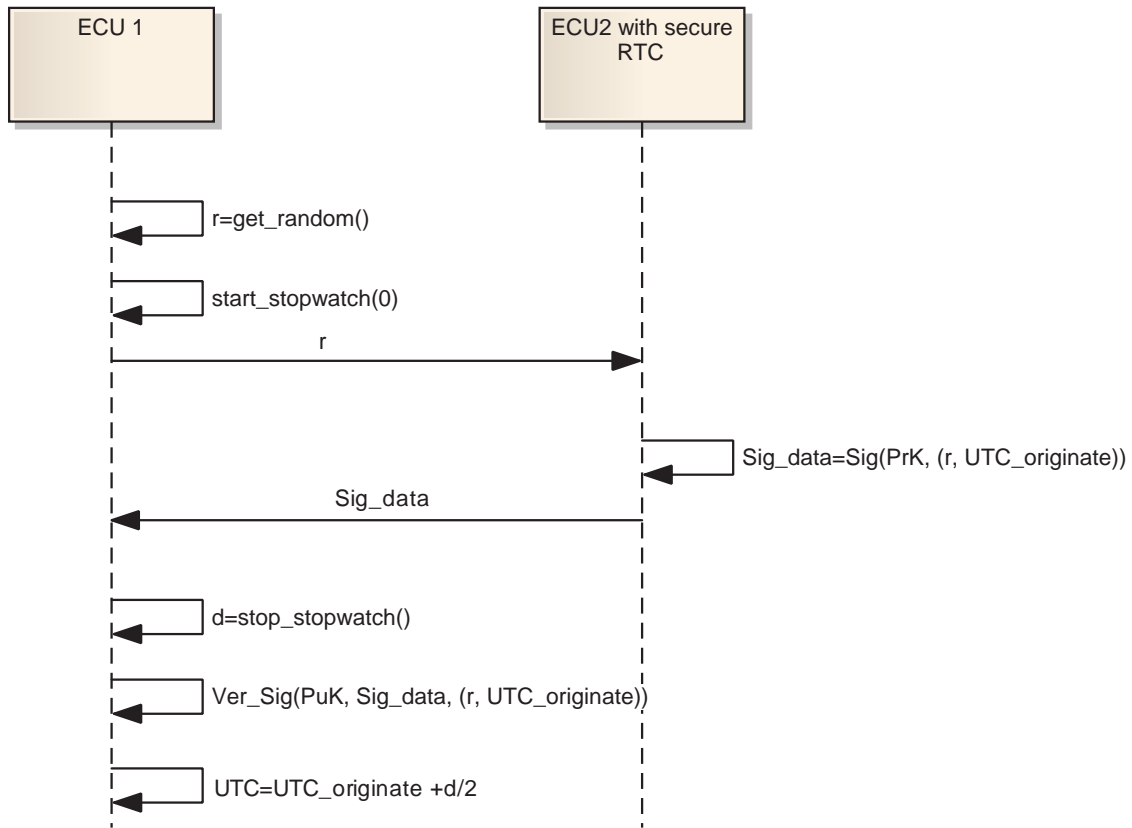 ECU 1
ECU2 with secure
RTC
r=get_random()
start_stopwatch(0)
r
Sig_data=Sig(PrK, (r, UTC_originate))
Sig_data
d=stop_stopwatch()
Ver_Sig(PuK, Sig_data, (r, UTC_originate))
UTC=UTC_originate +d/2